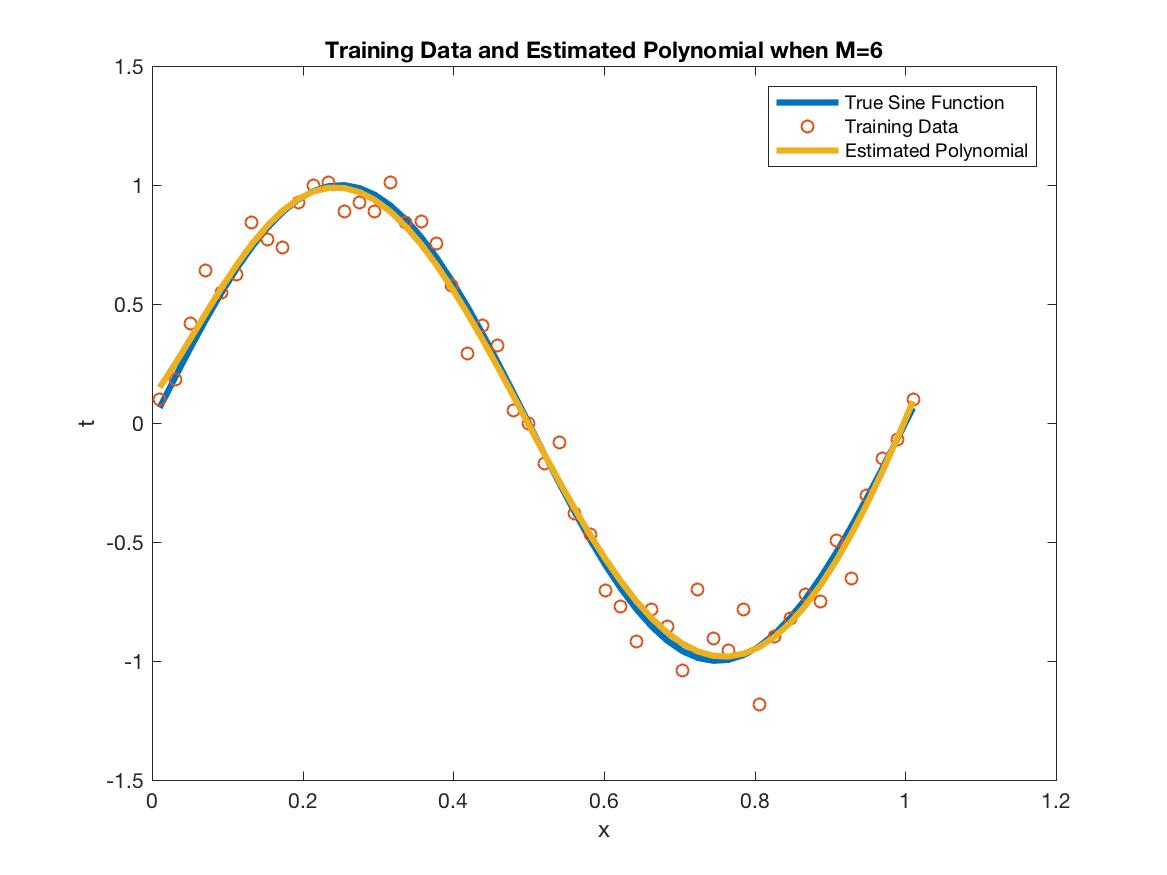 Training Data and Estimated Polynomial when M=6
True Sine Function
Training Data
Estimated Polynomial
1.5
1
0.5
0
-0.5
-1
-1.5
t
0
0.2
0.4
0.6
0.8
1
1.2
x